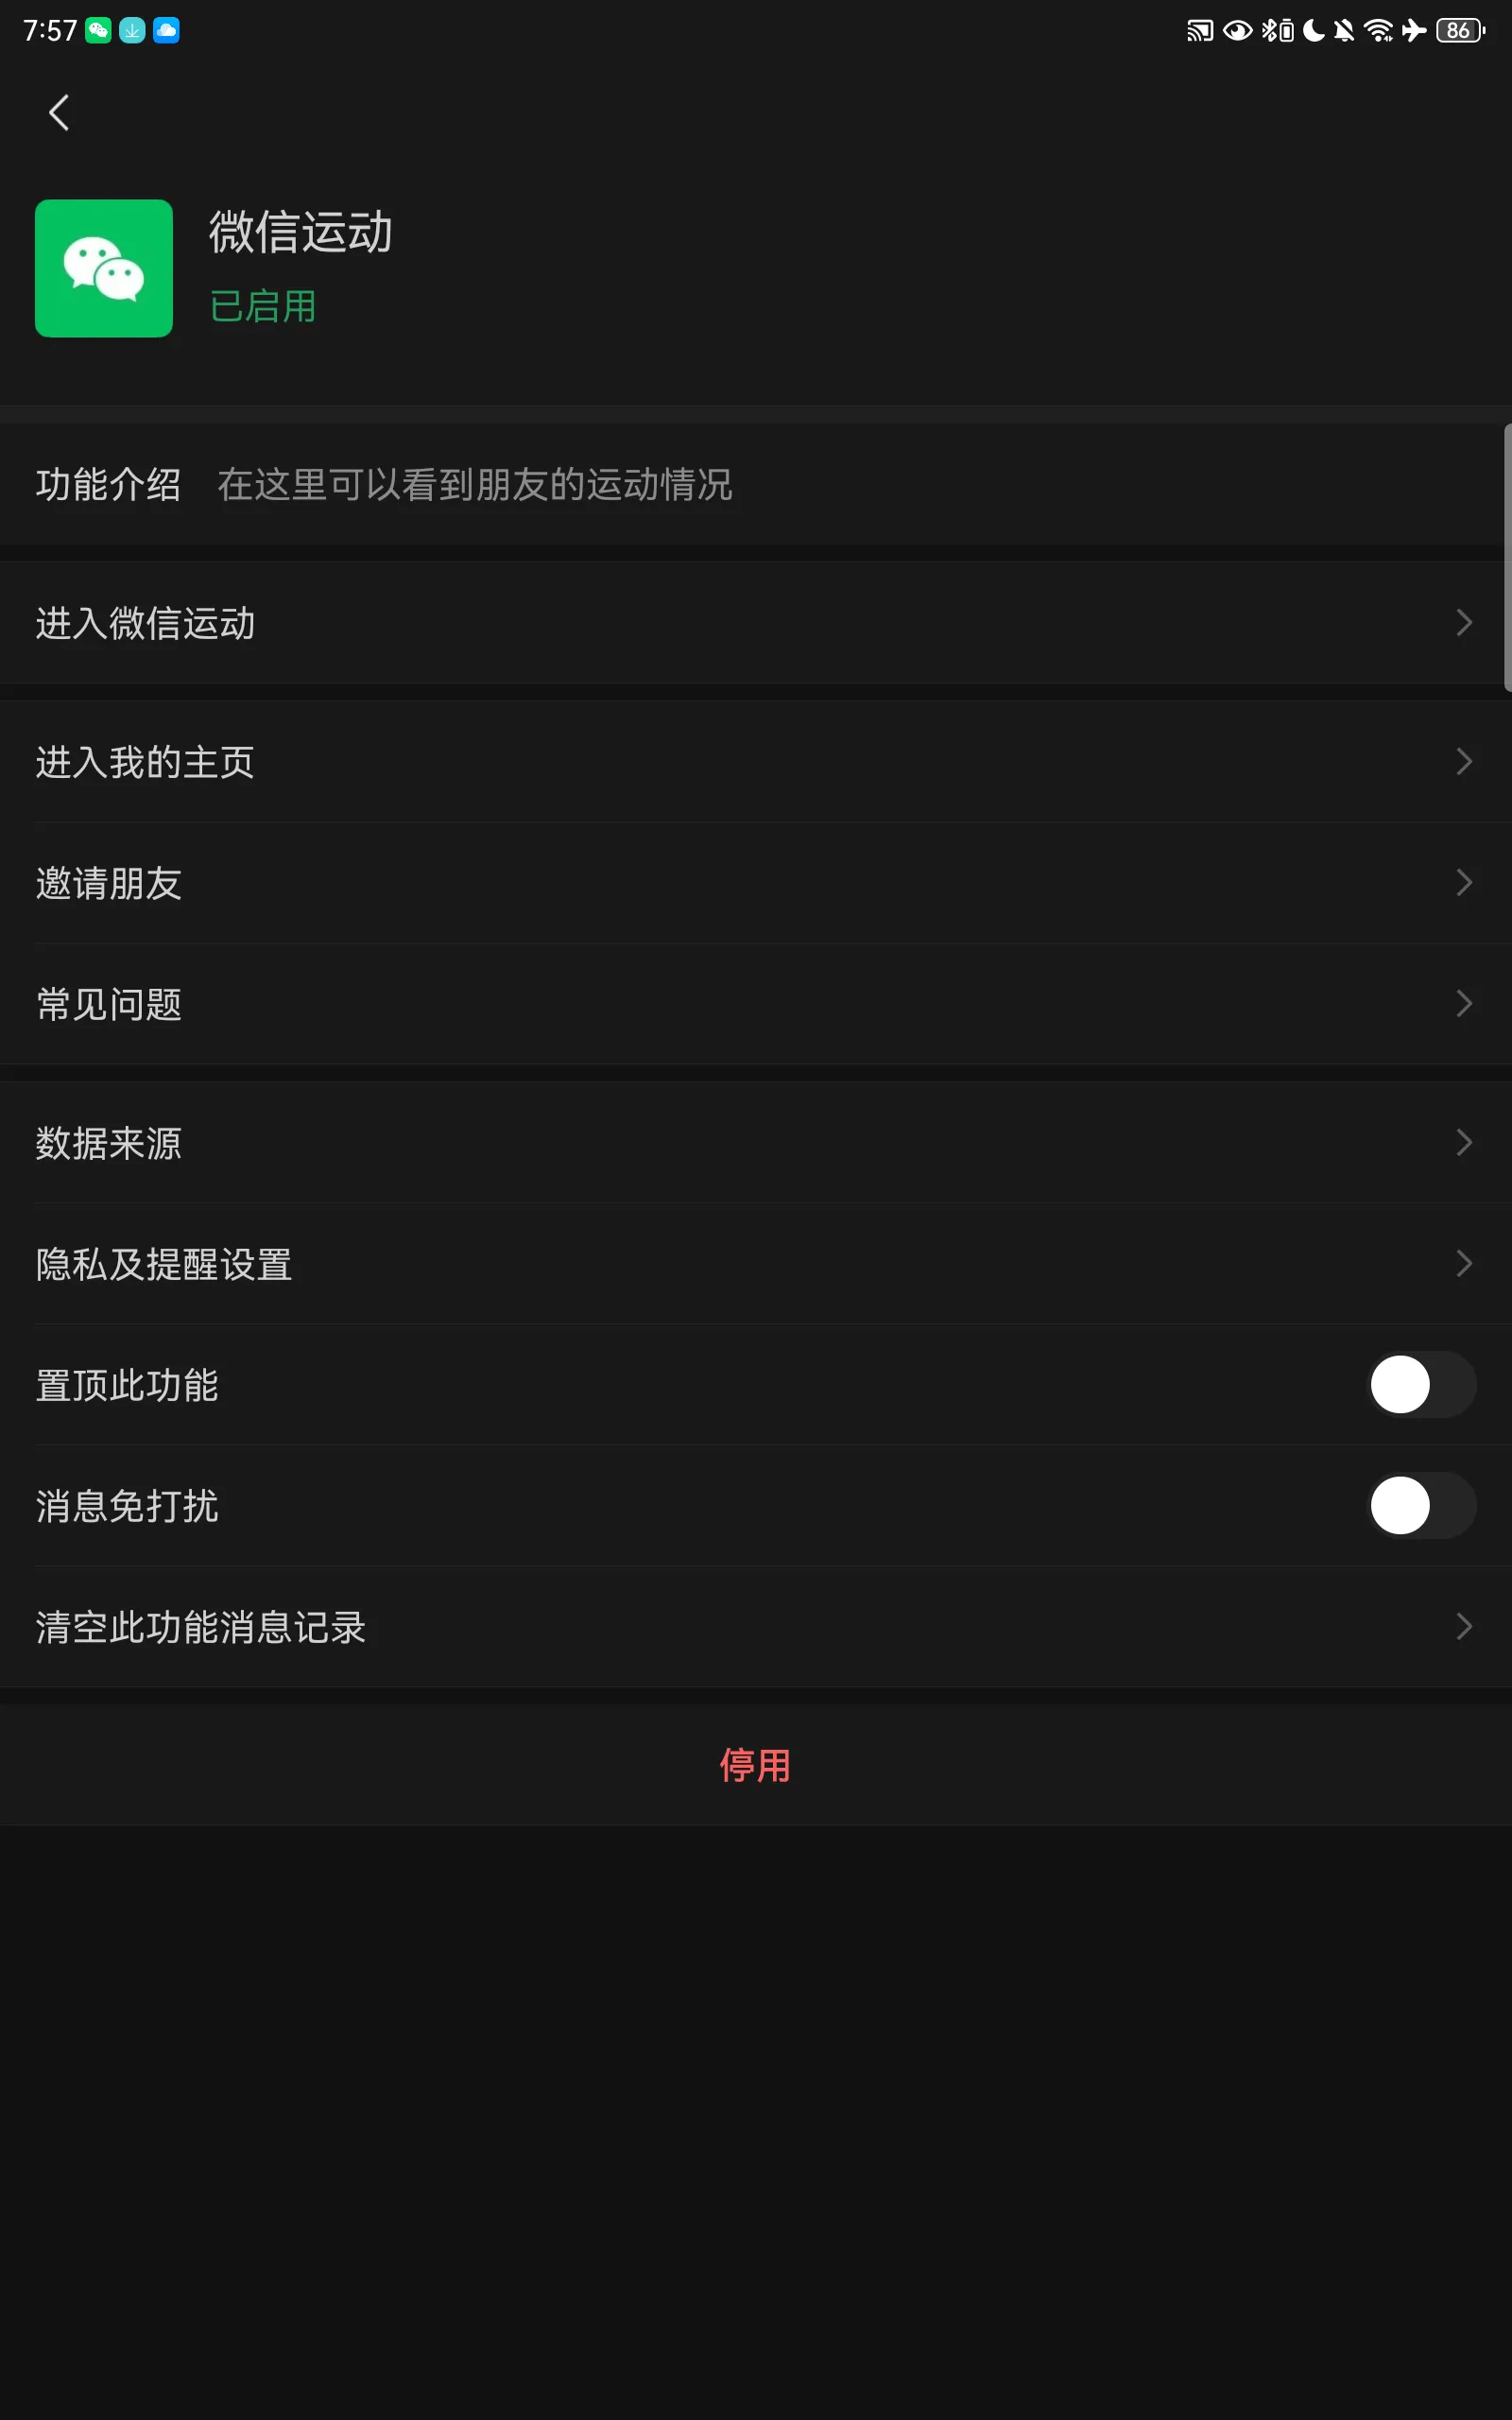 7:57
86
微信运动
已启用
功能介绍 在这里可以看到朋友的运动情况
进入微信运动
进入我的主页
邀请朋友
常见问题
数据来源
隐私及提醒设置
置顶此功能
消息免打扰
清空此功能消息记录
停用